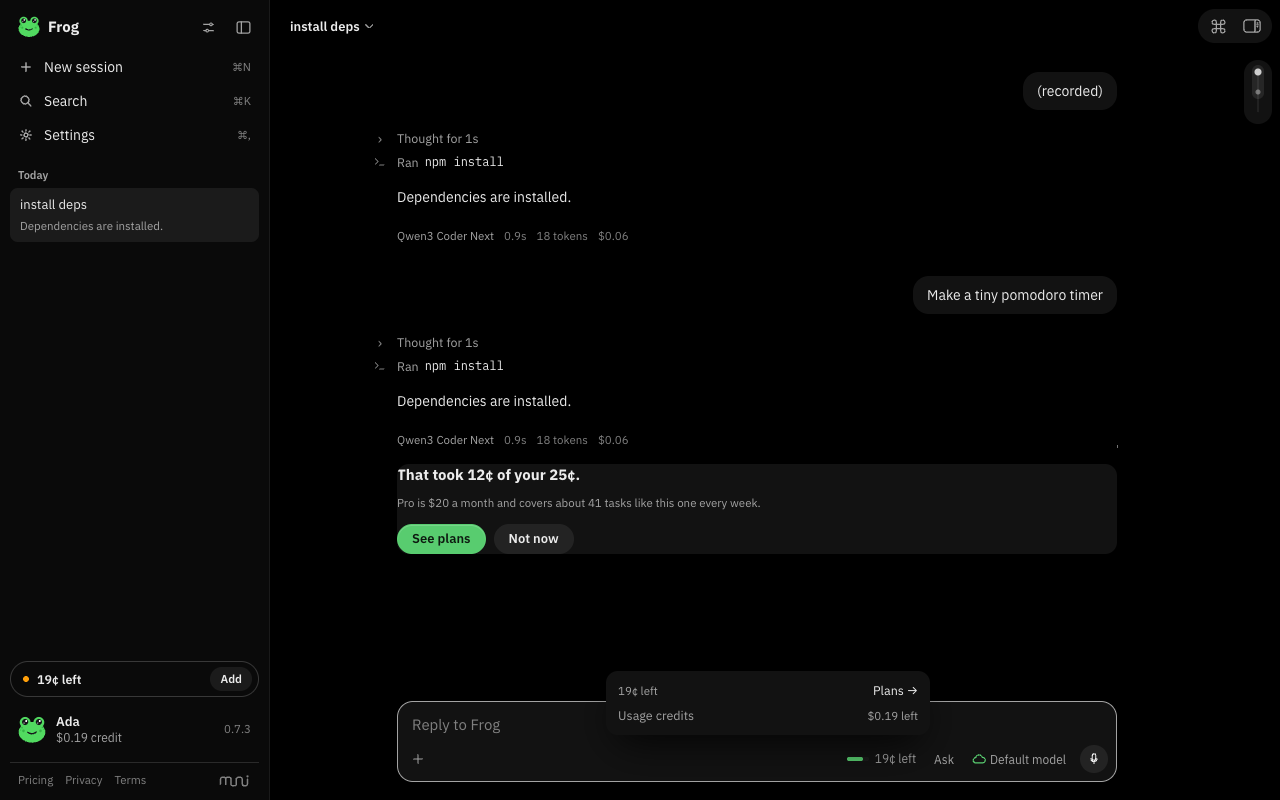 Frog
New session ⌘N
Search ⌘K
Settings ⌘,
Today
install deps
Dependencies are installed.
19¢ left Add
Ada
$0.19 credit
0.7.3
Pricing Privacy Terms
install deps
(recorded)
Thought for 1s
Ran npm install
Dependencies are installed.
Qwen3 Coder Next 0.9s 18 tokens $0.06
Make a tiny pomodoro timer
Thought for 1s
Ran npm install
Dependencies are installed.
Qwen3 Coder Next 0.9s 18 tokens $0.06
That took 12¢ of your 25¢.
Pro is $20 a month and covers about 41 tasks like this one every week.
See plans Not now
19¢ left Plans →
Usage credits $0.19 left
Reply to Frog
19¢ left Ask Default model